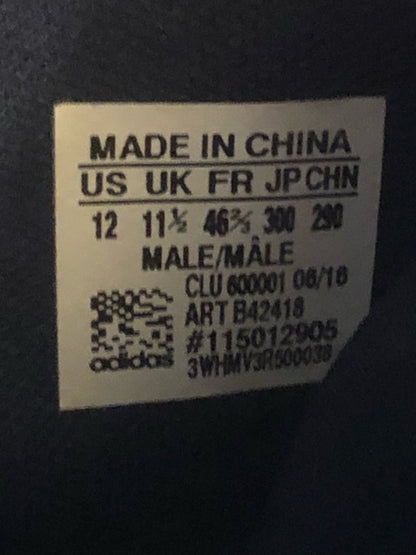 MADE IN CHINA
US UK FR JP CHN
12 11½ 46⅔ 300 290
MALE/MÂLE
CLU 600001 06/16
ART B42418
#115012905
3WHMV3R500038
adidas